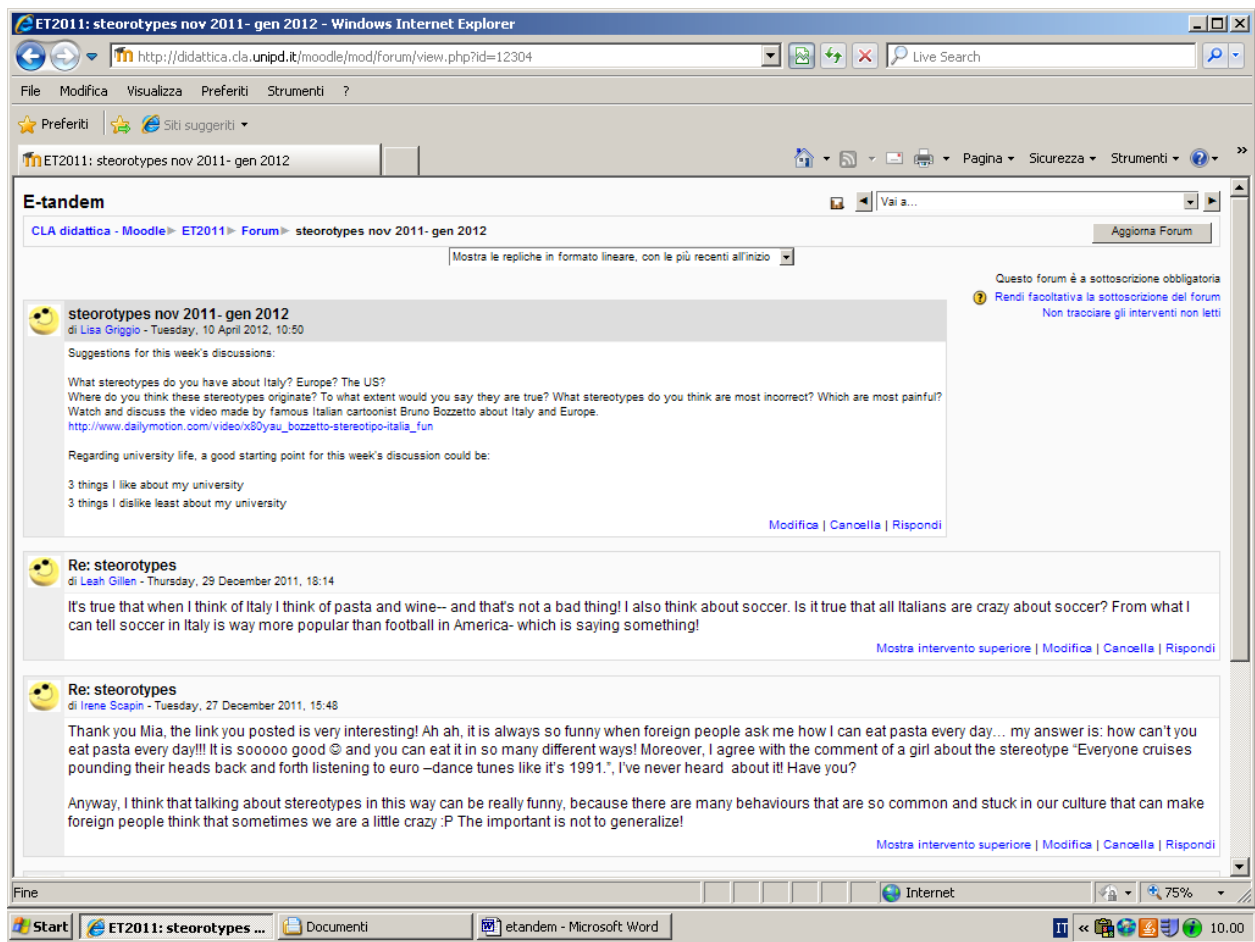 ET2011: steorotypes nov 2011- gen 2012 - Windows Internet Explorer
http://didattica.cla.unipd.it/moodle/mod/forum/view.php?id=12304
Live Search
File Modifica Visualizza Preferiti Strumenti ?
Preferiti Siti suggeriti
ET2011: steorotypes nov 2011- gen 2012
Pagina Sicurezza Strumenti
E-tandem
Vai a...
CLA didattica - Moodle ET2011 Forum steorotypes nov 2011- gen 2012
Aggiorna Forum
Mostra le repliche in formato lineare, con le più recenti all'inizio
Questo forum è a sottoscrizione obbligatoria
Rendi facoltativa la sottoscrizione del forum
Non tracciare gli interventi non letti
steorotypes nov 2011- gen 2012
di Lisa Griggio - Tuesday, 10 April 2012, 10:50
Suggestions for this week's discussions:
What stereotypes do you have about Italy? Europe? The US?
Where do you think these stereotypes originate? To what extent would you say they are true? What stereotypes do you think are most incorrect? Which are most painful?
Watch and discuss the video made by famous Italian cartoonist Bruno Bozzetto about Italy and Europe.
http://www.dailymotion.com/video/x80yau_bozzetto-stereotipo-italia_fun
Regarding university life, a good starting point for this week's discussion could be:
3 things I like about my university
3 things I dislike least about my university
Modifica | Cancella | Rispondi
Re: steorotypes
di Leah Gillen - Thursday, 29 December 2011, 18:14
It's true that when I think of Italy I think of pasta and wine-- and that's not a bad thing! I also think about soccer. Is it true that all Italians are crazy about soccer? From what I
can tell soccer in Italy is way more popular than football in America- which is saying something!
Mostra intervento superiore | Modifica | Cancella | Rispondi
Re: steorotypes
di Irene Scapin - Tuesday, 27 December 2011, 15:48
Thank you Mia, the link you posted is very interesting! Ah ah, it is always so funny when foreign people ask me how I can eat pasta every day… my answer is: how can't you
eat pasta every day!!! It is sooooo good ☺ and you can eat it in so many different ways! Moreover, I agree with the comment of a girl about the stereotype “Everyone cruises
pounding their heads back and forth listening to euro –dance tunes like it's 1991.”, I've never heard about it! Have you?
Anyway, I think that talking about stereotypes in this way can be really funny, because there are many behaviours that are so common and stuck in our culture that can make
foreign people think that sometimes we are a little crazy :P The important is not to generalize!
Mostra intervento superiore | Modifica | Cancella | Rispondi
Fine
Internet
75%
Start
ET2011: steorotypes ...
Documenti
etandem - Microsoft Word
IT
10.00